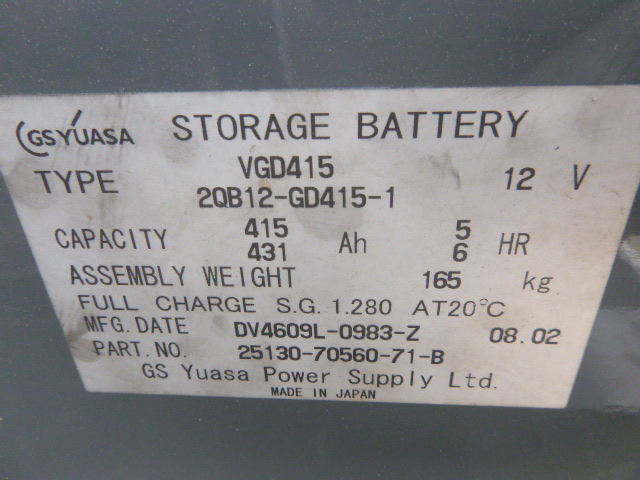 GS YUASA STORAGE BATTERY
TYPE VGD415 12 V
2QB12-GD415-1
CAPACITY 415 Ah 5 HR
431 6
ASSEMBLY WEIGHT 165 kg
FULL CHARGE S.G. 1.280 AT20°C
MFG. DATE DV4609L-0983-Z 08.02
PART. NO. 25130-70560-71-B
GS Yuasa Power Supply Ltd.
MADE IN JAPAN